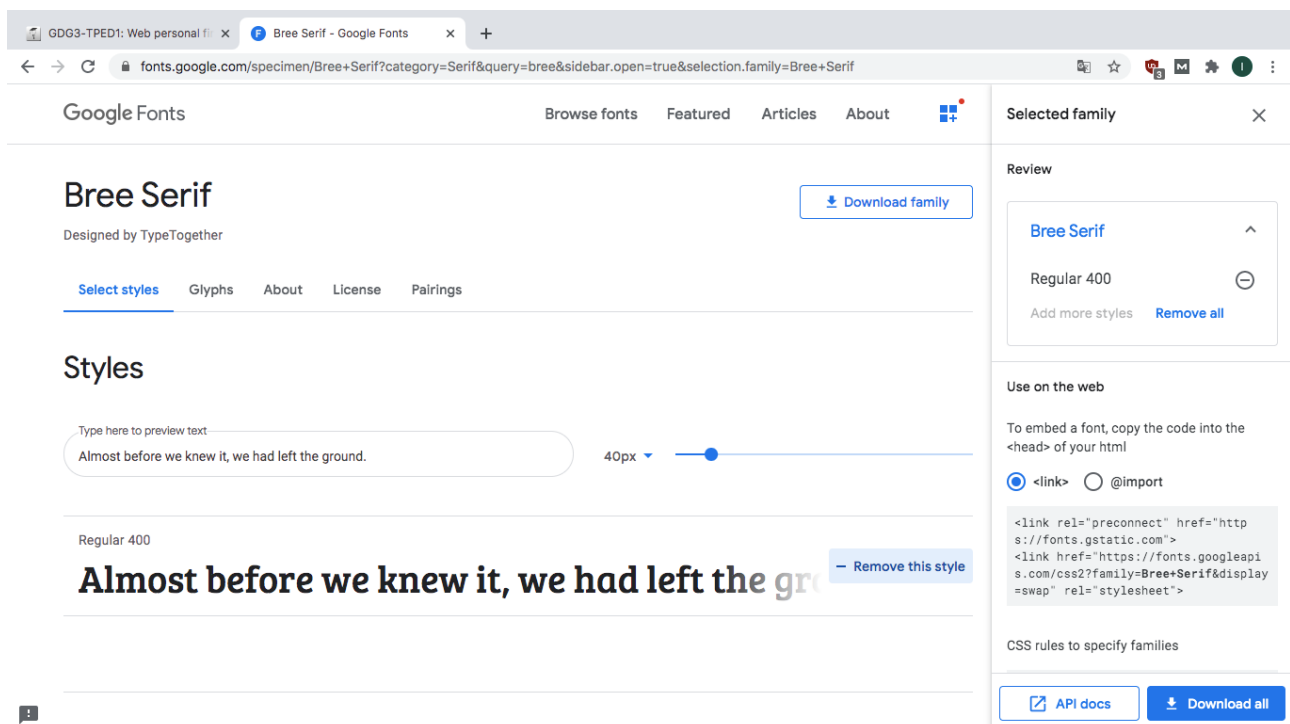 GDG3-TPED1: Web personal fi
Bree Serif - Google Fonts
fonts.google.com/specimen/Bree+Serif?category=Serif&query=bree&sidebar.open=true&selection.family=Bree+Serif
3
M
I
Google Fonts
Browse fonts
Featured
Articles
About
Bree Serif
Designed by TypeTogether
Download family
Select styles
Glyphs
About
License
Pairings
Styles
Type here to preview text
Almost before we knew it, we had left the ground.
40px
Regular 400
Almost before we knew it, we had left the gro
Remove this style
Selected family
Review
Bree Serif
Regular 400
Add more styles
Remove all
Use on the web
To embed a font, copy the code into the
<head> of your html
<link>
@import
<link rel="preconnect" href="http
s://fonts.gstatic.com">
<link href="https://fonts.googleapi
s.com/css2?family=Bree+Serif&display
=swap" rel="stylesheet">
CSS rules to specify families
API docs
Download all